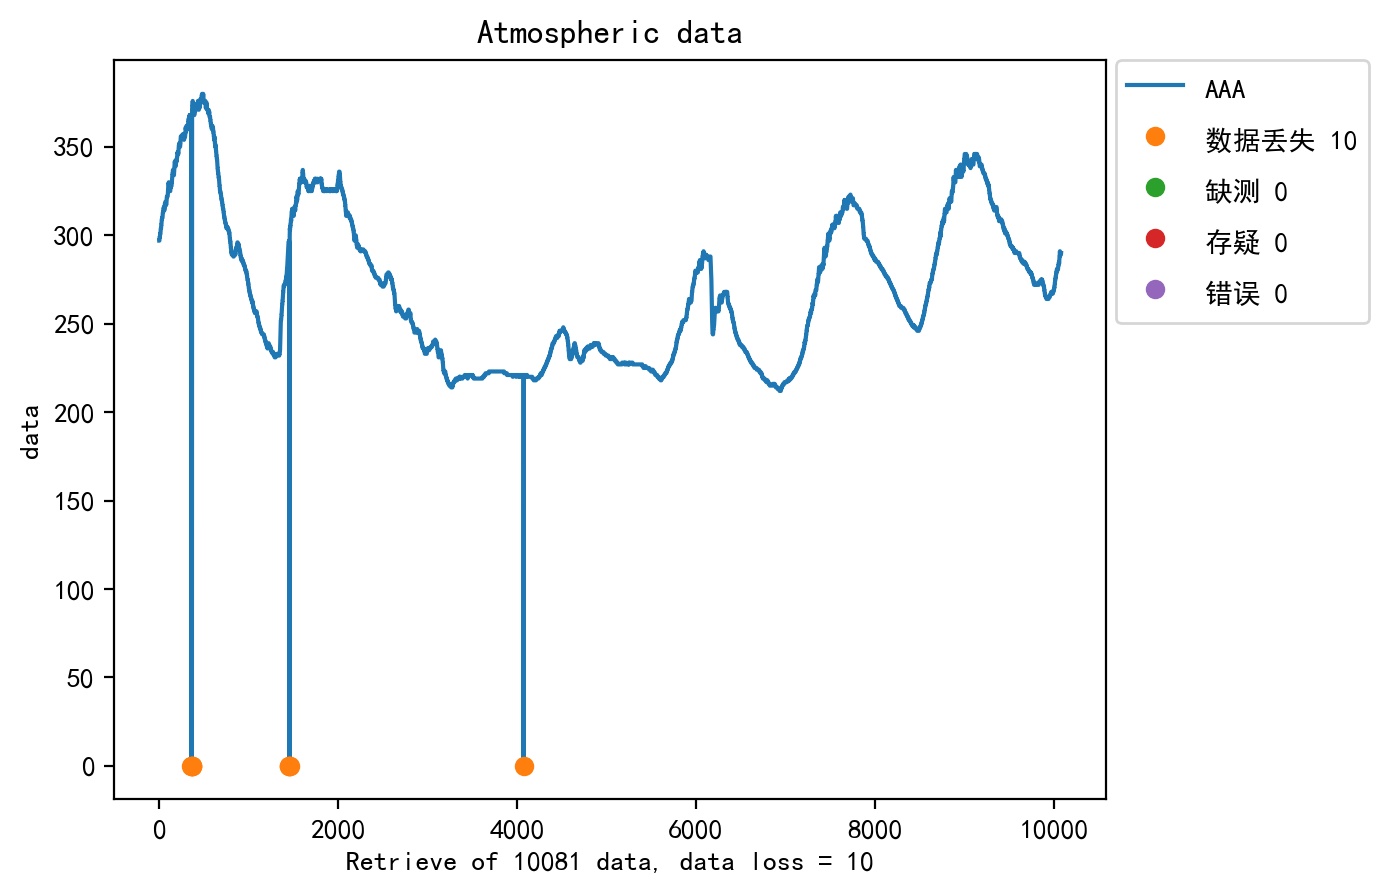 Atmospheric data
AAA
数据丢失 10
缺测 0
存疑 0
错误 0
350
300
250
200
150
100
50
0
data
0 2000 4000 6000 8000 10000
Retrieve of 10081 data, data loss = 10